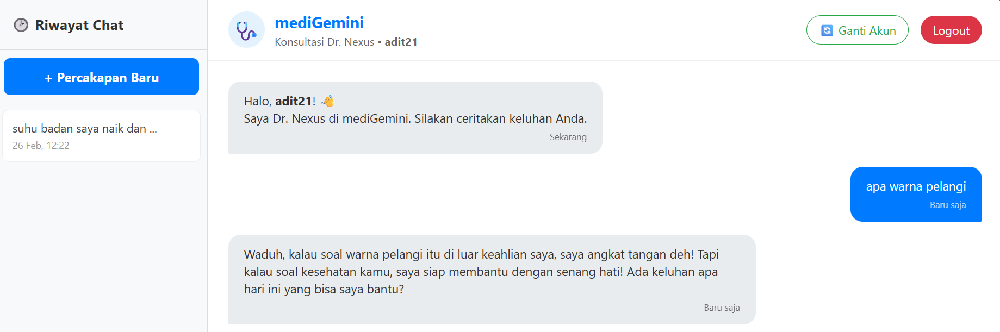 Riwayat Chat
+ Percakapan Baru
suhu badan saya naik dan ...
26 Feb, 12:22
mediGemini
Konsultasi Dr. Nexus • adit21
Ganti Akun
Logout
Halo, adit21! 👋
Saya Dr. Nexus di mediGemini. Silakan ceritakan keluhan Anda.
Sekarang
apa warna pelangi
Baru saja
Waduh, kalau soal warna pelangi itu di luar keahlian saya, saya angkat tangan deh! Tapi
kalau soal kesehatan kamu, saya siap membantu dengan senang hati! Ada keluhan apa
hari ini yang bisa saya bantu?
Baru saja